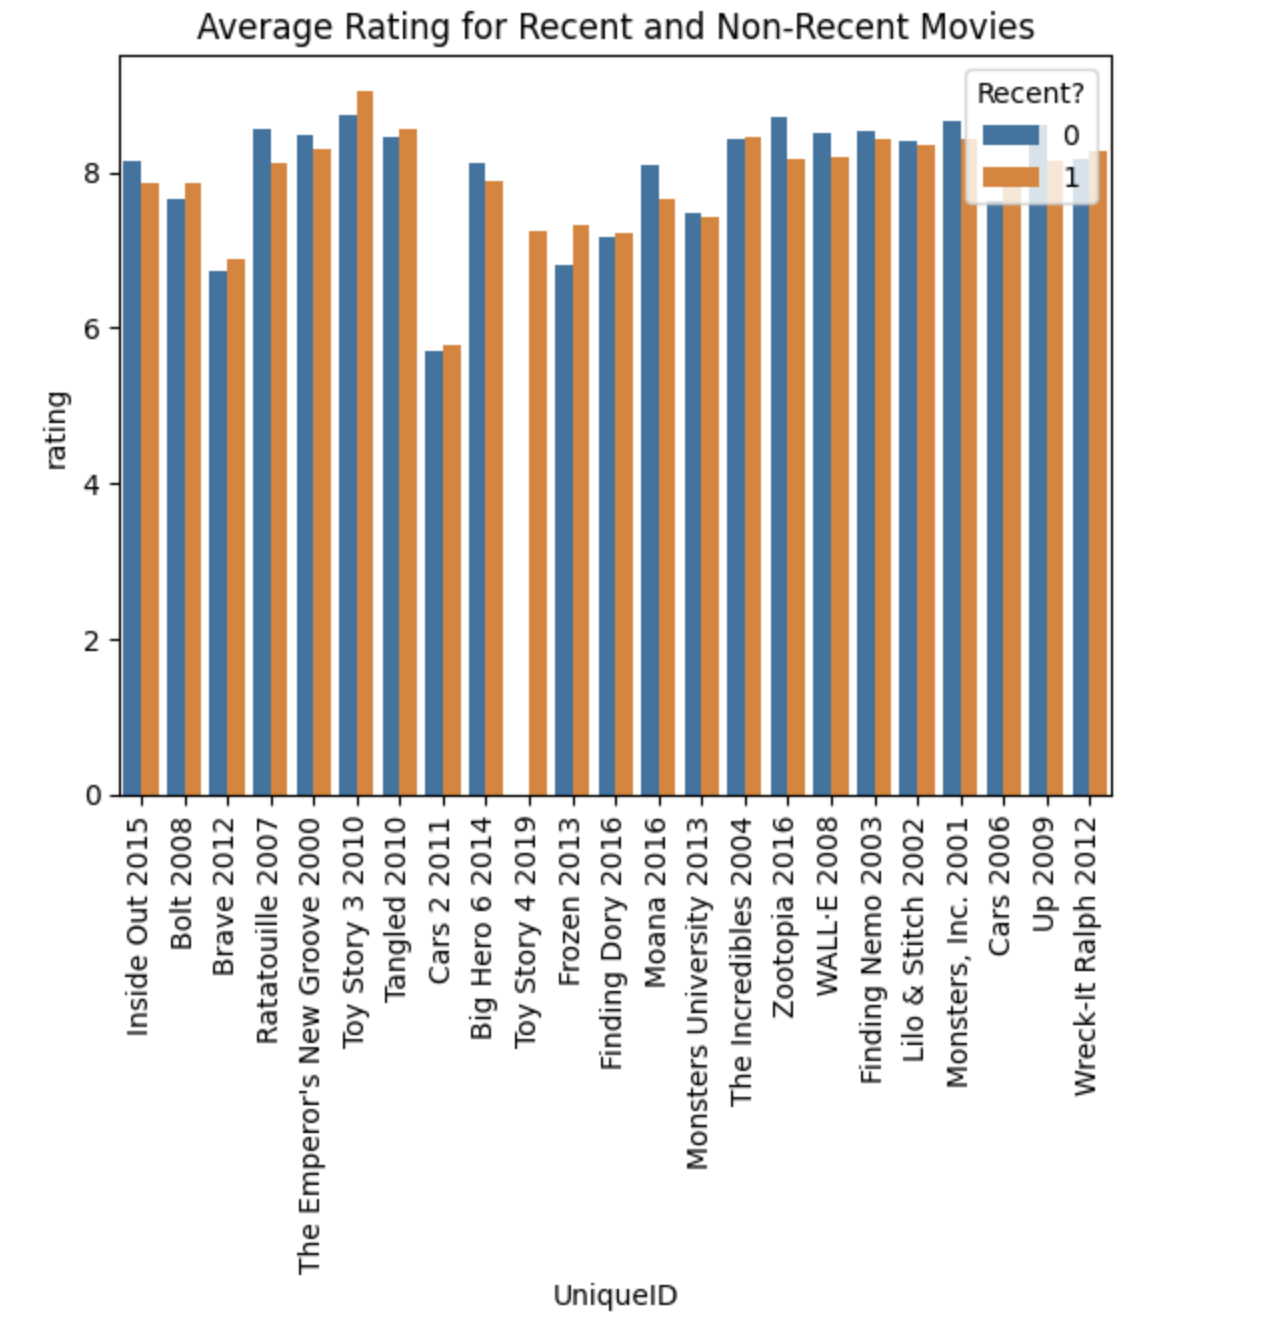 Average Rating for Recent and Non-Recent Movies
Recent?
0
1
8
6
4
2
0
rating
Inside Out 2015
Bolt 2008
Brave 2012
Ratatouille 2007
The Emperor's New Groove 2000
Toy Story 3 2010
Tangled 2010
Cars 2 2011
Big Hero 6 2014
Toy Story 4 2019
Frozen 2013
Finding Dory 2016
Moana 2016
Monsters University 2013
The Incredibles 2004
Zootopia 2016
WALL·E 2008
Finding Nemo 2003
Lilo & Stitch 2002
Monsters, Inc. 2001
Cars 2006
Up 2009
Wreck-It Ralph 2012
UniqueID